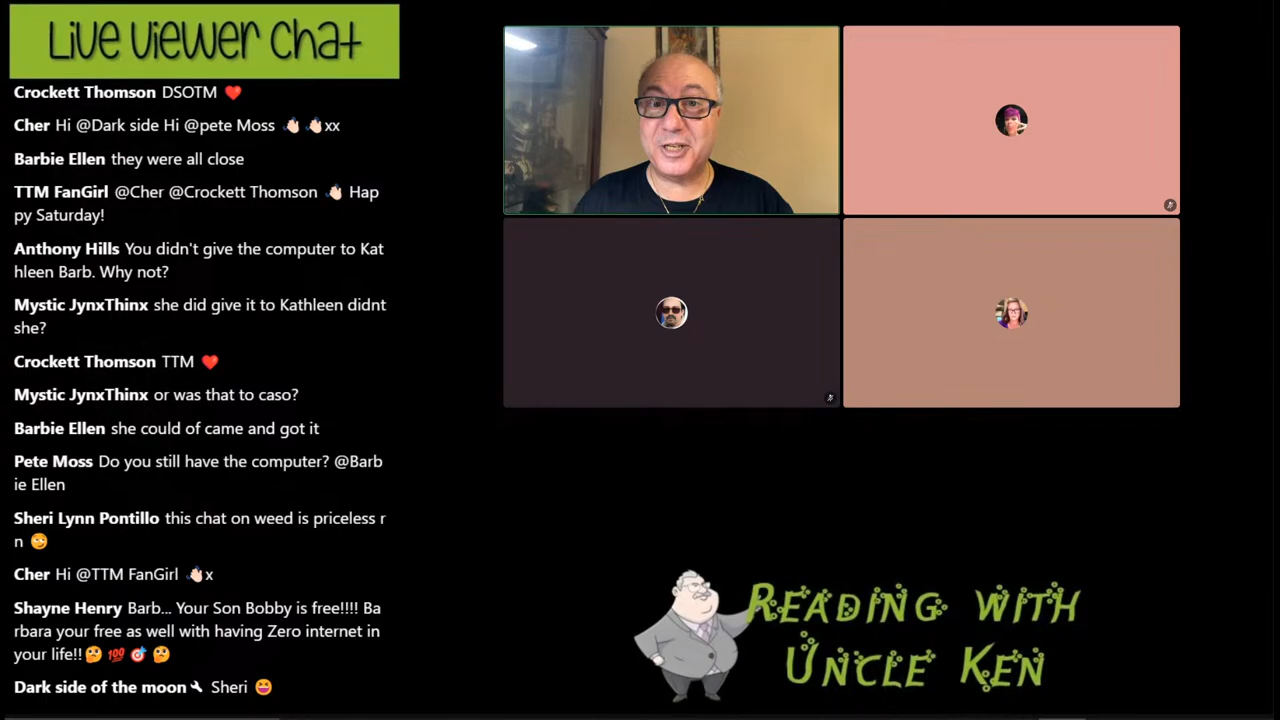 Live viewer chat
Crockett Thomson DSOTM ❤️
Cher Hi @Dark side Hi @pete Moss 👋🏻 👋🏻xx
Barbie Ellen they were all close
TTM FanGirl @Cher @Crockett Thomson 👋🏻 Hap
py Saturday!
Anthony Hills You didn't give the computer to Kat
hleen Barb. Why not?
Mystic JynxThinx she did give it to Kathleen didnt
she?
Crockett Thomson TTM ❤️
Mystic JynxThinx or was that to caso?
Barbie Ellen she could of came and got it
Pete Moss Do you still have the computer? @Barb
ie Ellen
Sheri Lynn Pontillo this chat on weed is priceless r
n 😏
Cher Hi @TTM FanGirl 👋🏻x
Shayne Henry Barb... Your Son Bobby is free!!!! Ba
rbara your free as well with having Zero internet in
your life!!🤔 💯 🎯 🤔
Dark side of the moon🔧 Sheri 😆
Reading with
Uncle Ken